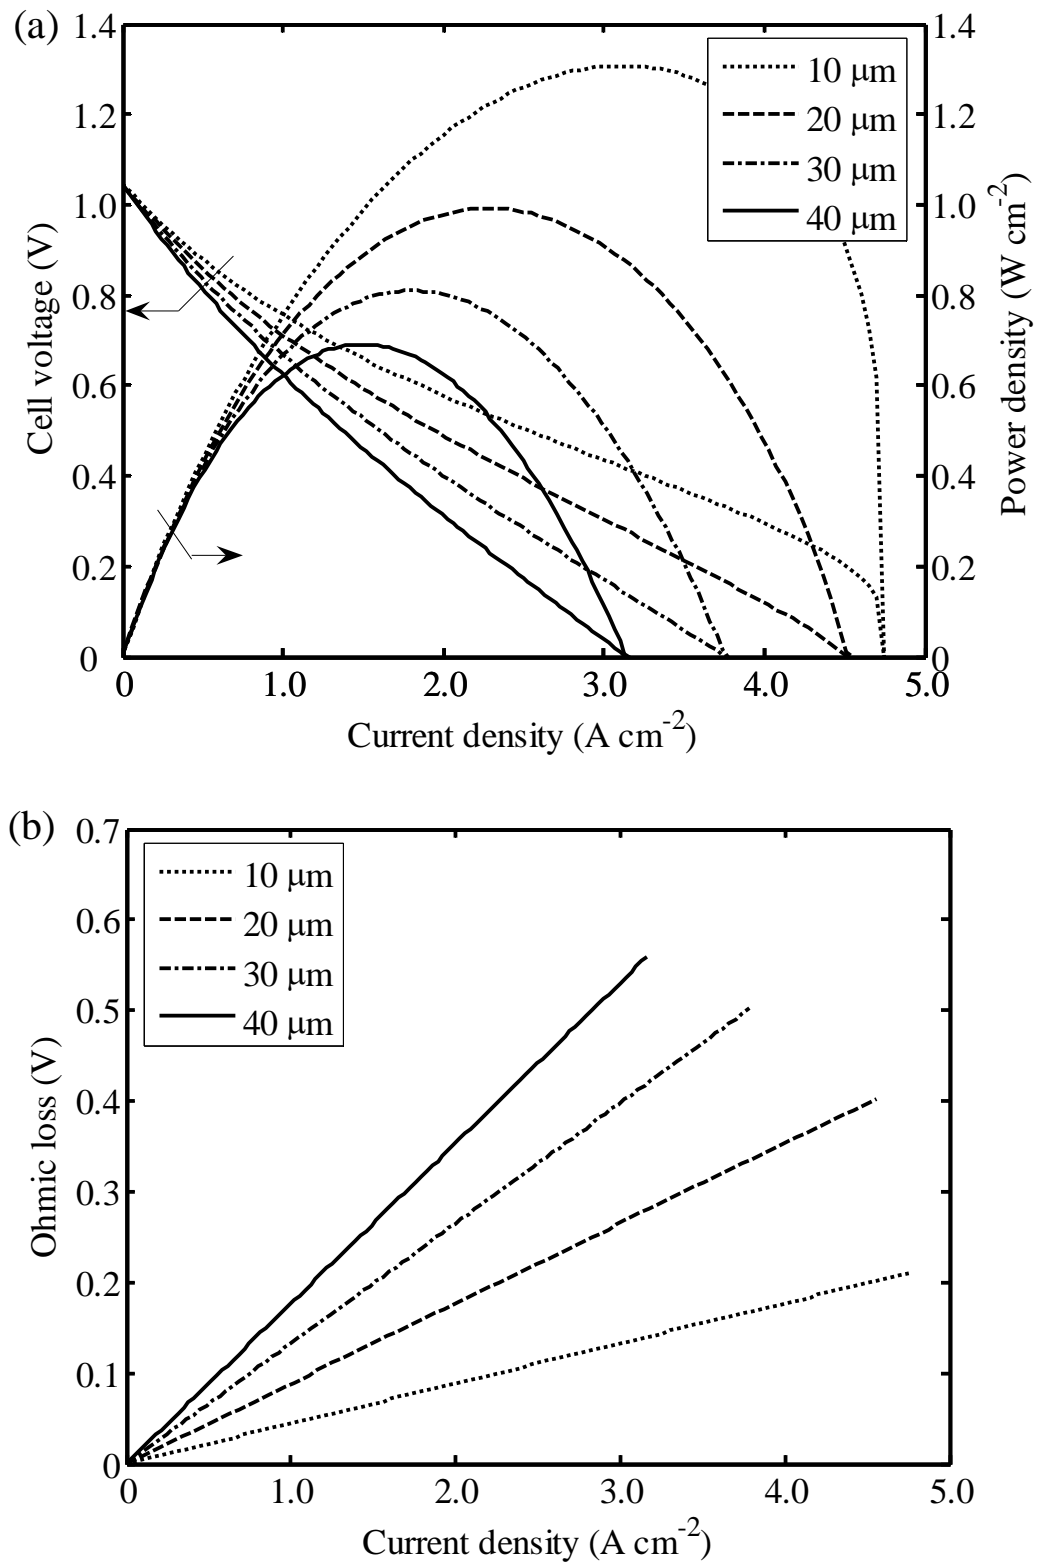 (a)
1.4
1.2
1.0
0.8
0.6
0.4
0.2
0
Cell voltage (V)
1.4
1.2
1.0
0.8
0.6
0.4
0.2
0
Power density (W cm-2)
10 μm
20 μm
30 μm
40 μm
0 1.0 2.0 3.0 4.0 5.0
Current density (A cm-2)
(b)
0.7
0.6
0.5
0.4
0.3
0.2
0.1
0
Ohmic loss (V)
10 μm
20 μm
30 μm
40 μm
0 1.0 2.0 3.0 4.0 5.0
Current density (A cm-2)